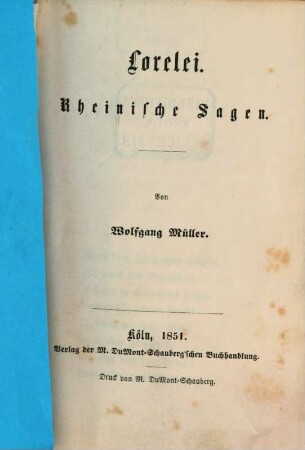 Lorelei.
Rheinische Sagen.
Von
Wolfgang Müller.
Köln, 1851.
Verlag der M. DuMont-Schauberg'schen Buchhandlung.
Druck von M. DuMont-Schauberg.